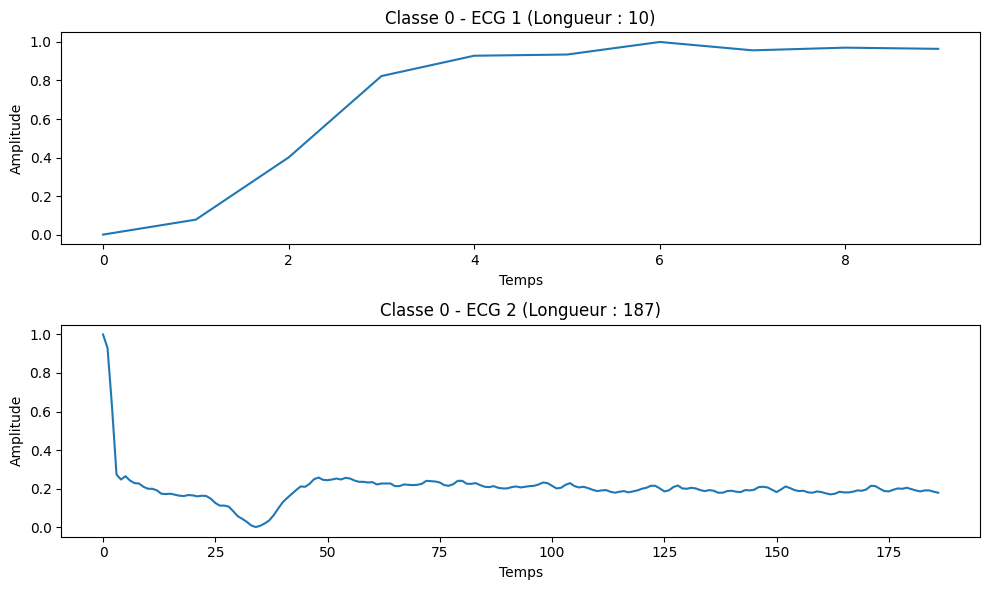 Classe 0 - ECG 1 (Longueur : 10)
1.0
0.8
0.6
0.4
0.2
0.0
Amplitude
0 2 4 6 8
Temps
Classe 0 - ECG 2 (Longueur : 187)
1.0
0.8
0.6
0.4
0.2
0.0
Amplitude
0 25 50 75 100 125 150 175
Temps